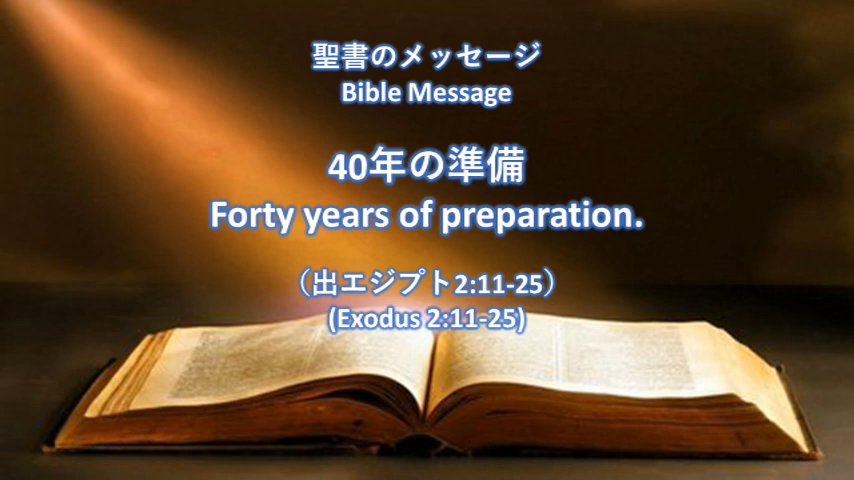 聖書のメッセージ
Bible Message
40年の準備
Forty years of preparation.
（出エジプト2:11-25）
(Exodus 2:11-25)